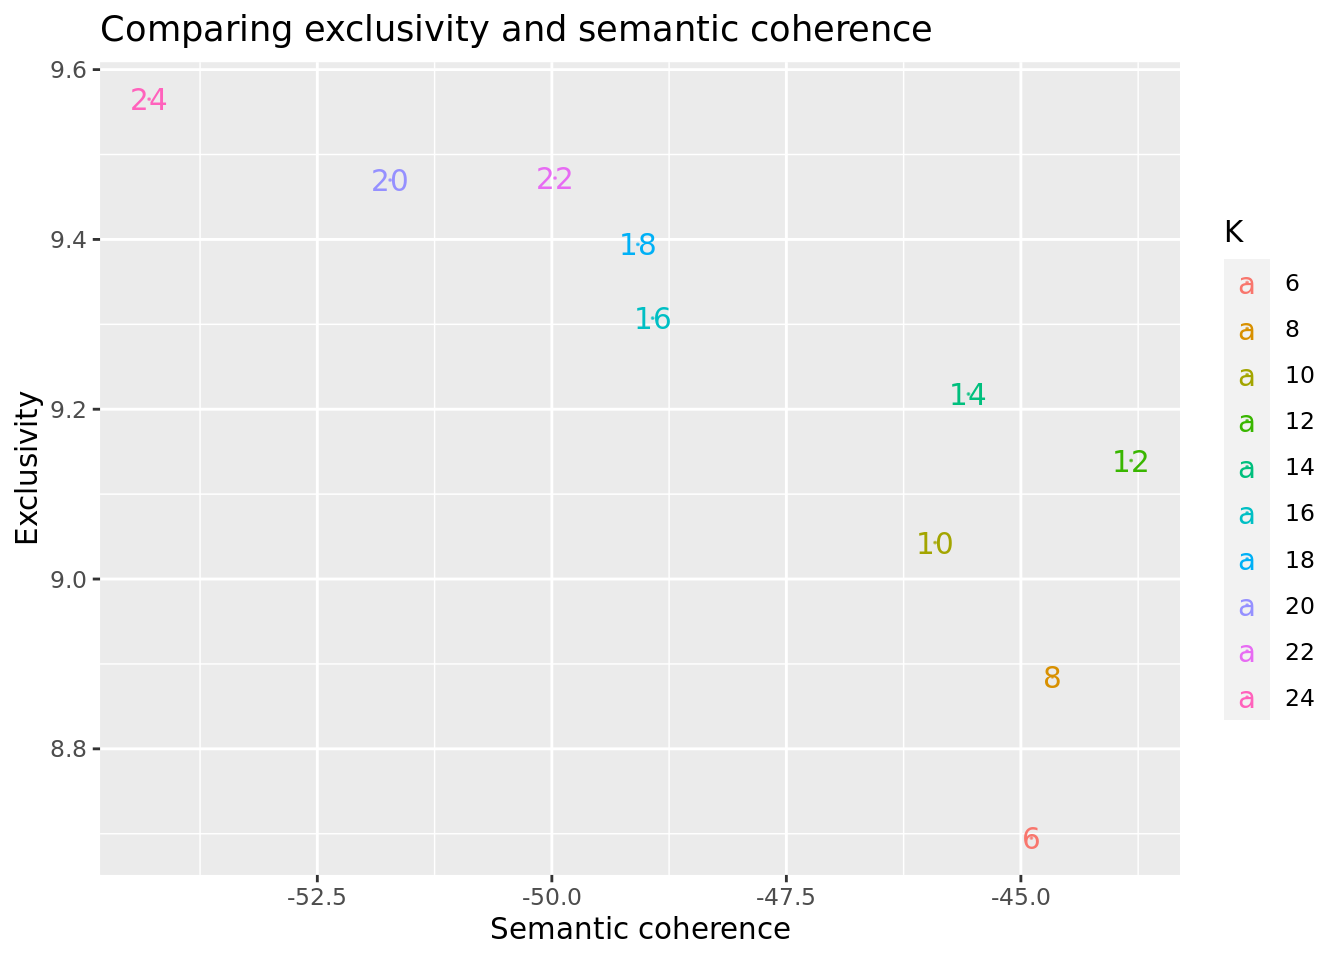 Comparing exclusivity and semantic coherence
9.6
24
20
22
9.4
18
16
14
9.2
12
10
9.0
8
8.8
6
Exclusivity
-52.5
-50.0
-47.5
-45.0
Semantic coherence
K
a 6
a 8
a 10
a 12
a 14
a 16
a 18
a 20
a 22
a 24